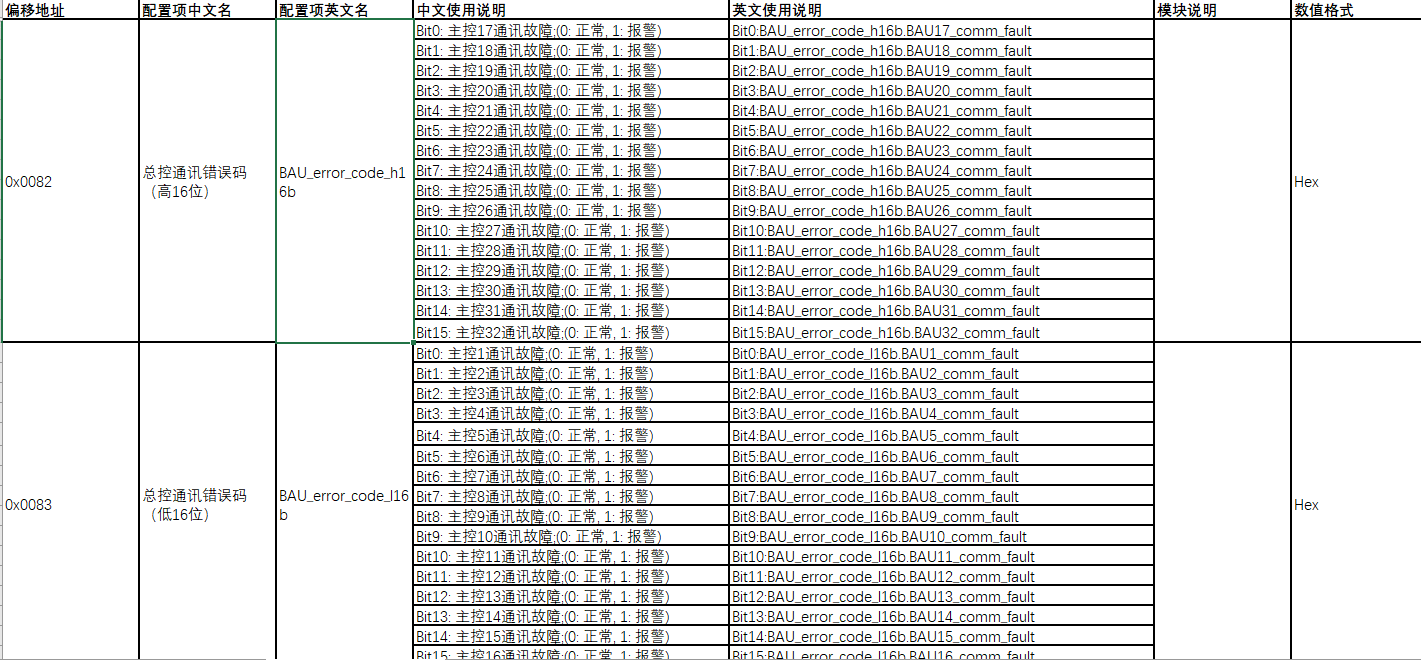 偏移地址 配置项中文名 配置项英文名 中文使用说明 英文使用说明 模块说明 数值格式
0x0082
总控通讯错误码
（高16位）
BAU_error_code_h1
6b
Bit0: 主控17通讯故障;(0: 正常, 1: 报警) Bit0:BAU_error_code_h16b.BAU17_comm_fault
Bit1: 主控18通讯故障;(0: 正常, 1: 报警) Bit1:BAU_error_code_h16b.BAU18_comm_fault
Bit2: 主控19通讯故障;(0: 正常, 1: 报警) Bit2:BAU_error_code_h16b.BAU19_comm_fault
Bit3: 主控20通讯故障;(0: 正常, 1: 报警) Bit3:BAU_error_code_h16b.BAU20_comm_fault
Bit4: 主控21通讯故障;(0: 正常, 1: 报警) Bit4:BAU_error_code_h16b.BAU21_comm_fault
Bit5: 主控22通讯故障;(0: 正常, 1: 报警) Bit5:BAU_error_code_h16b.BAU22_comm_fault
Bit6: 主控23通讯故障;(0: 正常, 1: 报警) Bit6:BAU_error_code_h16b.BAU23_comm_fault
Bit7: 主控24通讯故障;(0: 正常, 1: 报警) Bit7:BAU_error_code_h16b.BAU24_comm_fault
Bit8: 主控25通讯故障;(0: 正常, 1: 报警) Bit8:BAU_error_code_h16b.BAU25_comm_fault
Bit9: 主控26通讯故障;(0: 正常, 1: 报警) Bit9:BAU_error_code_h16b.BAU26_comm_fault
Bit10: 主控27通讯故障;(0: 正常, 1: 报警) Bit10:BAU_error_code_h16b.BAU27_comm_fault
Bit11: 主控28通讯故障;(0: 正常, 1: 报警) Bit11:BAU_error_code_h16b.BAU28_comm_fault
Bit12: 主控29通讯故障;(0: 正常, 1: 报警) Bit12:BAU_error_code_h16b.BAU29_comm_fault
Bit13: 主控30通讯故障;(0: 正常, 1: 报警) Bit13:BAU_error_code_h16b.BAU30_comm_fault
Bit14: 主控31通讯故障;(0: 正常, 1: 报警) Bit14:BAU_error_code_h16b.BAU31_comm_fault
Bit15: 主控32通讯故障;(0: 正常, 1: 报警) Bit15:BAU_error_code_h16b.BAU32_comm_fault
Hex
0x0083
总控通讯错误码
（低16位）
BAU_error_code_l16
b
Bit0: 主控1通讯故障;(0: 正常, 1: 报警) Bit0:BAU_error_code_l16b.BAU1_comm_fault
Bit1: 主控2通讯故障;(0: 正常, 1: 报警) Bit1:BAU_error_code_l16b.BAU2_comm_fault
Bit2: 主控3通讯故障;(0: 正常, 1: 报警) Bit2:BAU_error_code_l16b.BAU3_comm_fault
Bit3: 主控4通讯故障;(0: 正常, 1: 报警) Bit3:BAU_error_code_l16b.BAU4_comm_fault
Bit4: 主控5通讯故障;(0: 正常, 1: 报警) Bit4:BAU_error_code_l16b.BAU5_comm_fault
Bit5: 主控6通讯故障;(0: 正常, 1: 报警) Bit5:BAU_error_code_l16b.BAU6_comm_fault
Bit6: 主控7通讯故障;(0: 正常, 1: 报警) Bit6:BAU_error_code_l16b.BAU7_comm_fault
Bit7: 主控8通讯故障;(0: 正常, 1: 报警) Bit7:BAU_error_code_l16b.BAU8_comm_fault
Bit8: 主控9通讯故障;(0: 正常, 1: 报警) Bit8:BAU_error_code_l16b.BAU9_comm_fault
Bit9: 主控10通讯故障;(0: 正常, 1: 报警) Bit9:BAU_error_code_l16b.BAU10_comm_fault
Bit10: 主控11通讯故障;(0: 正常, 1: 报警) Bit10:BAU_error_code_l16b.BAU11_comm_fault
Bit11: 主控12通讯故障;(0: 正常, 1: 报警) Bit11:BAU_error_code_l16b.BAU12_comm_fault
Bit12: 主控13通讯故障;(0: 正常, 1: 报警) Bit12:BAU_error_code_l16b.BAU13_comm_fault
Bit13: 主控14通讯故障;(0: 正常, 1: 报警) Bit13:BAU_error_code_l16b.BAU14_comm_fault
Bit14: 主控15通讯故障;(0: 正常, 1: 报警) Bit14:BAU_error_code_l16b.BAU15_comm_fault
Bit15: 主控16通讯故障;(0: 正常, 1: 报警) Bit15:BAU_error_code_l16b.BAU16_comm_fault
Hex